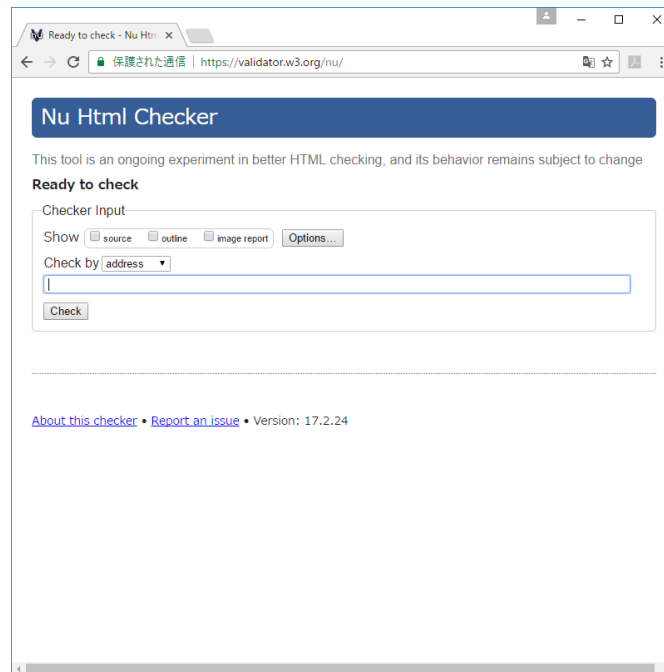 Ready to check - Nu Htm
保護された通信 | https://validator.w3.org/nu/
Nu Html Checker
This tool is an ongoing experiment in better HTML checking, and its behavior remains subject to change
Ready to check
Checker Input
Show source outline image report Options...
Check by address
Check
About this checker • Report an issue • Version: 17.2.24